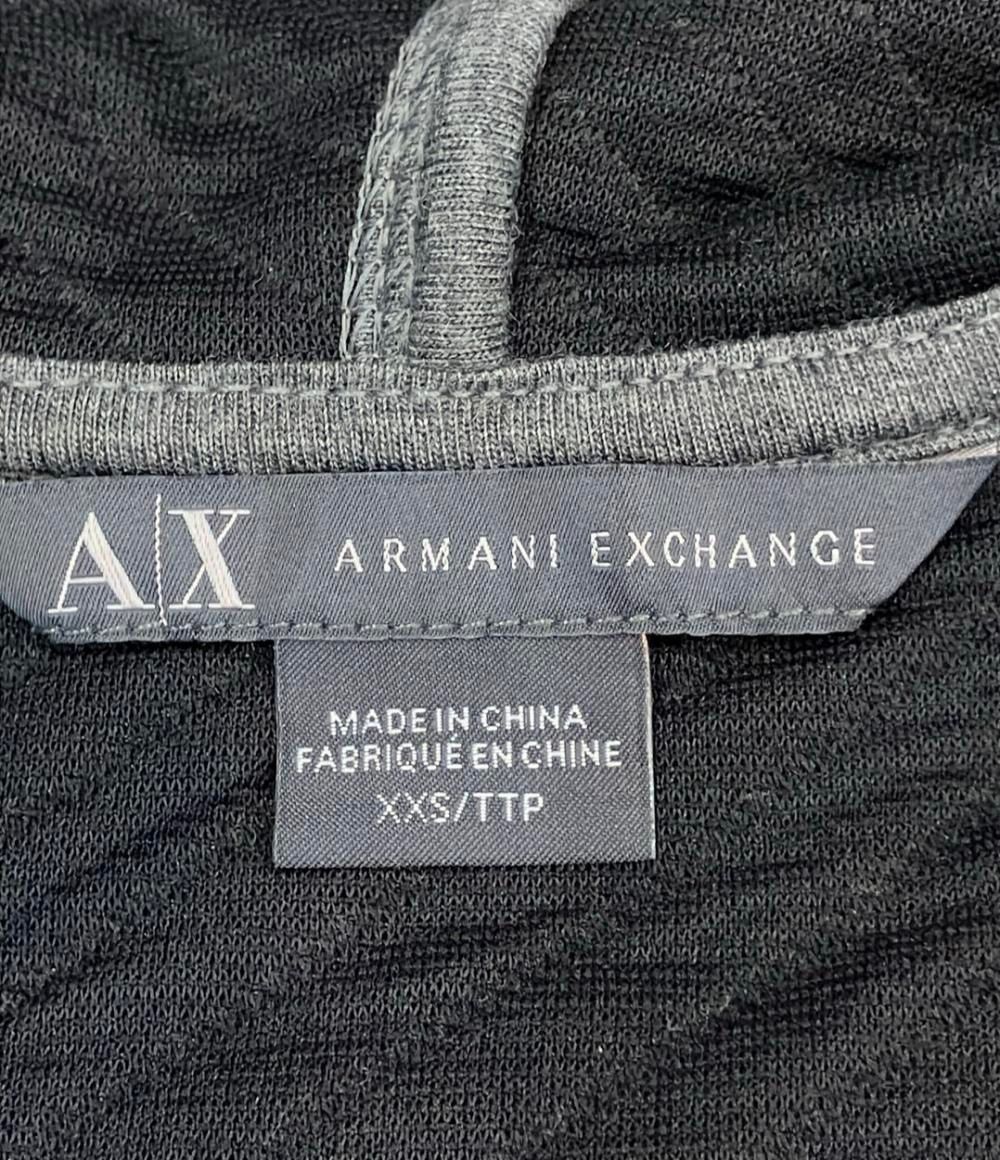 A|X ARMANI EXCHANGE
MADE IN CHINA
FABRIQUÉ EN CHINE
XXS/TTP